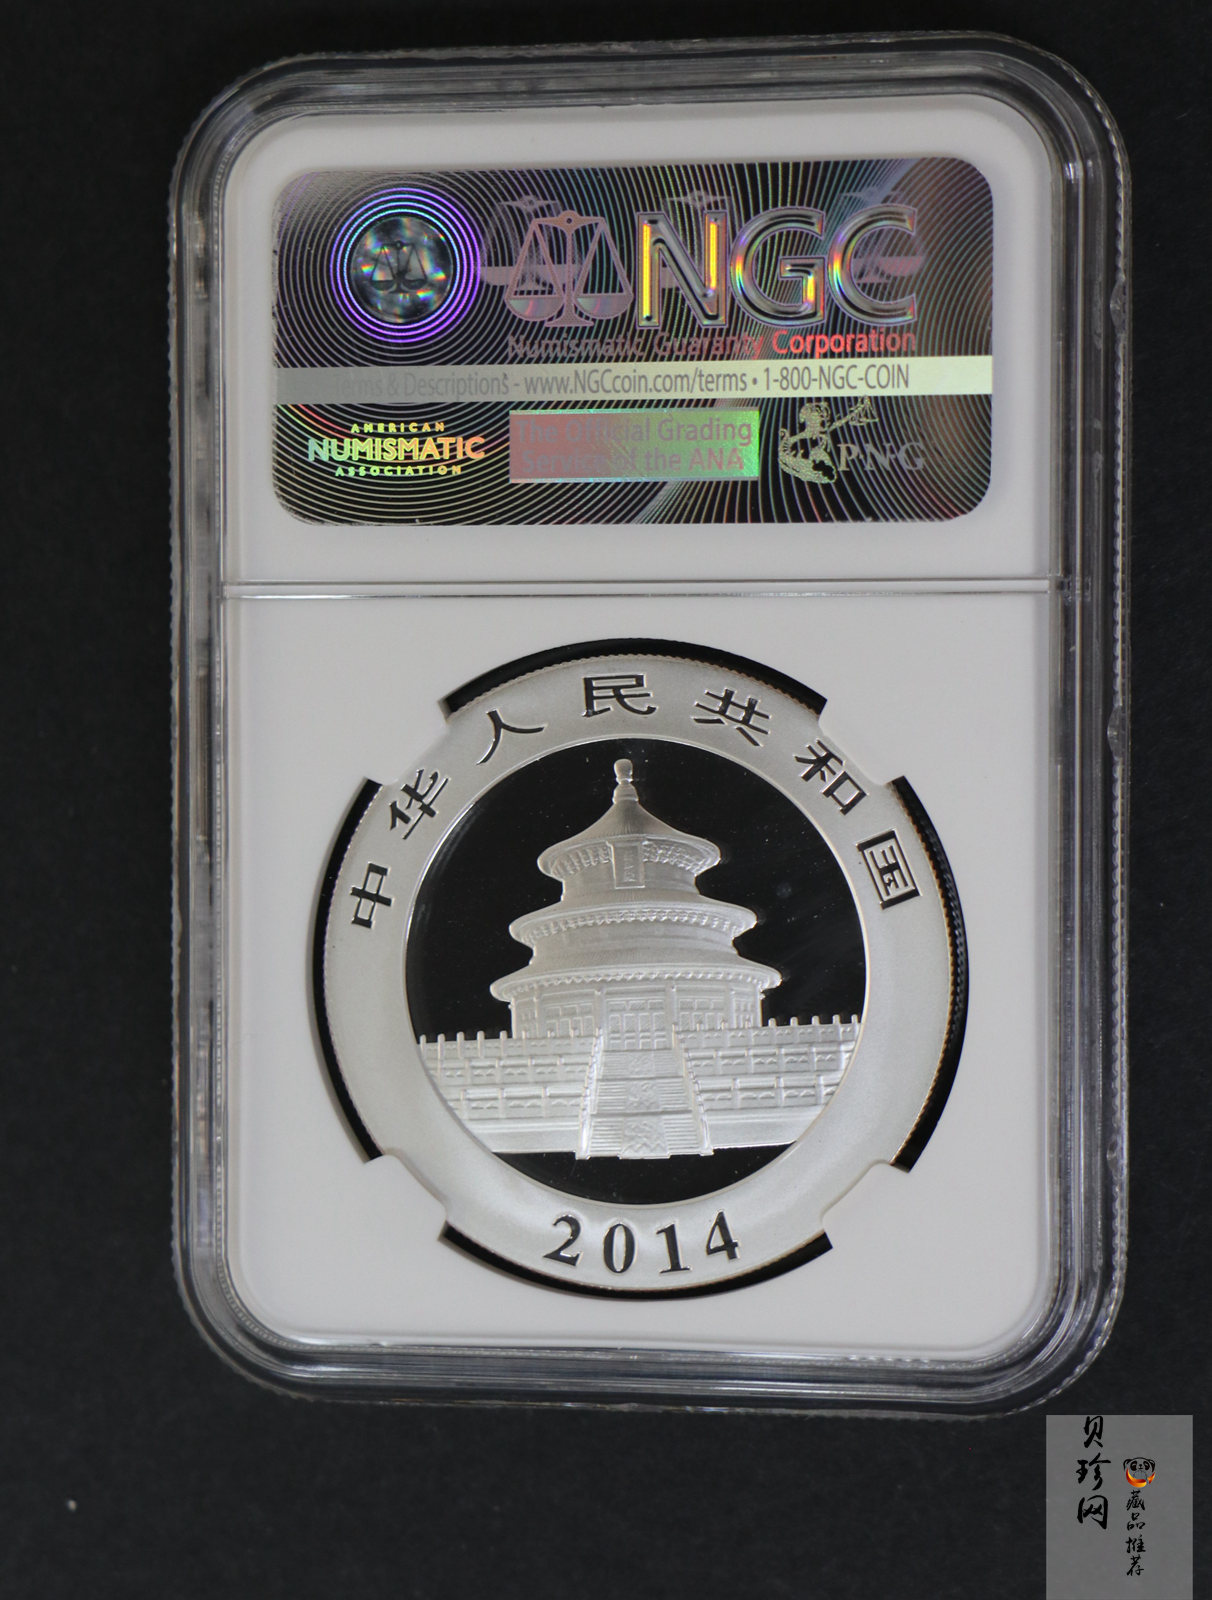 NGC
Numismatic Guaranty Corporation
Terms & Descriptions - www.NGCcoin.com/terms • 1-800-NGC-COIN
AMERICAN
NUMISMATIC
ASSOCIATION
The Official Grading
Service of the ANA
PNG
中华人民共和国
2014
贝珍网
藏品推荐